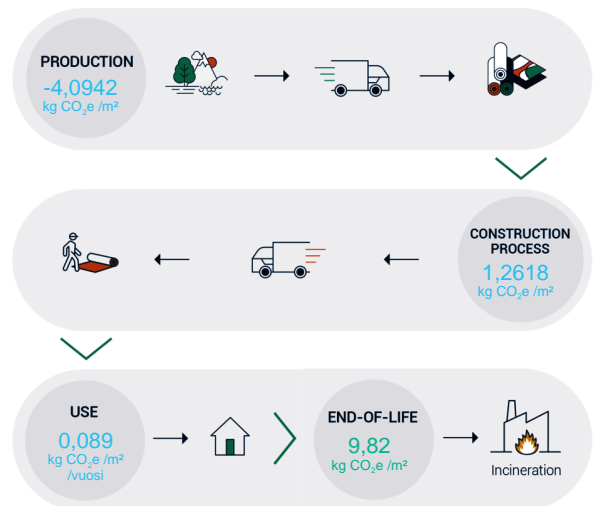 PRODUCTION
-4,0942
kg CO₂e /m²
CONSTRUCTION
PROCESS
1,2618
kg CO₂e /m²
USE
0,089
kg CO₂e /m²
/vuosi
END-OF-LIFE
9,82
kg CO₂e /m²
Incineration